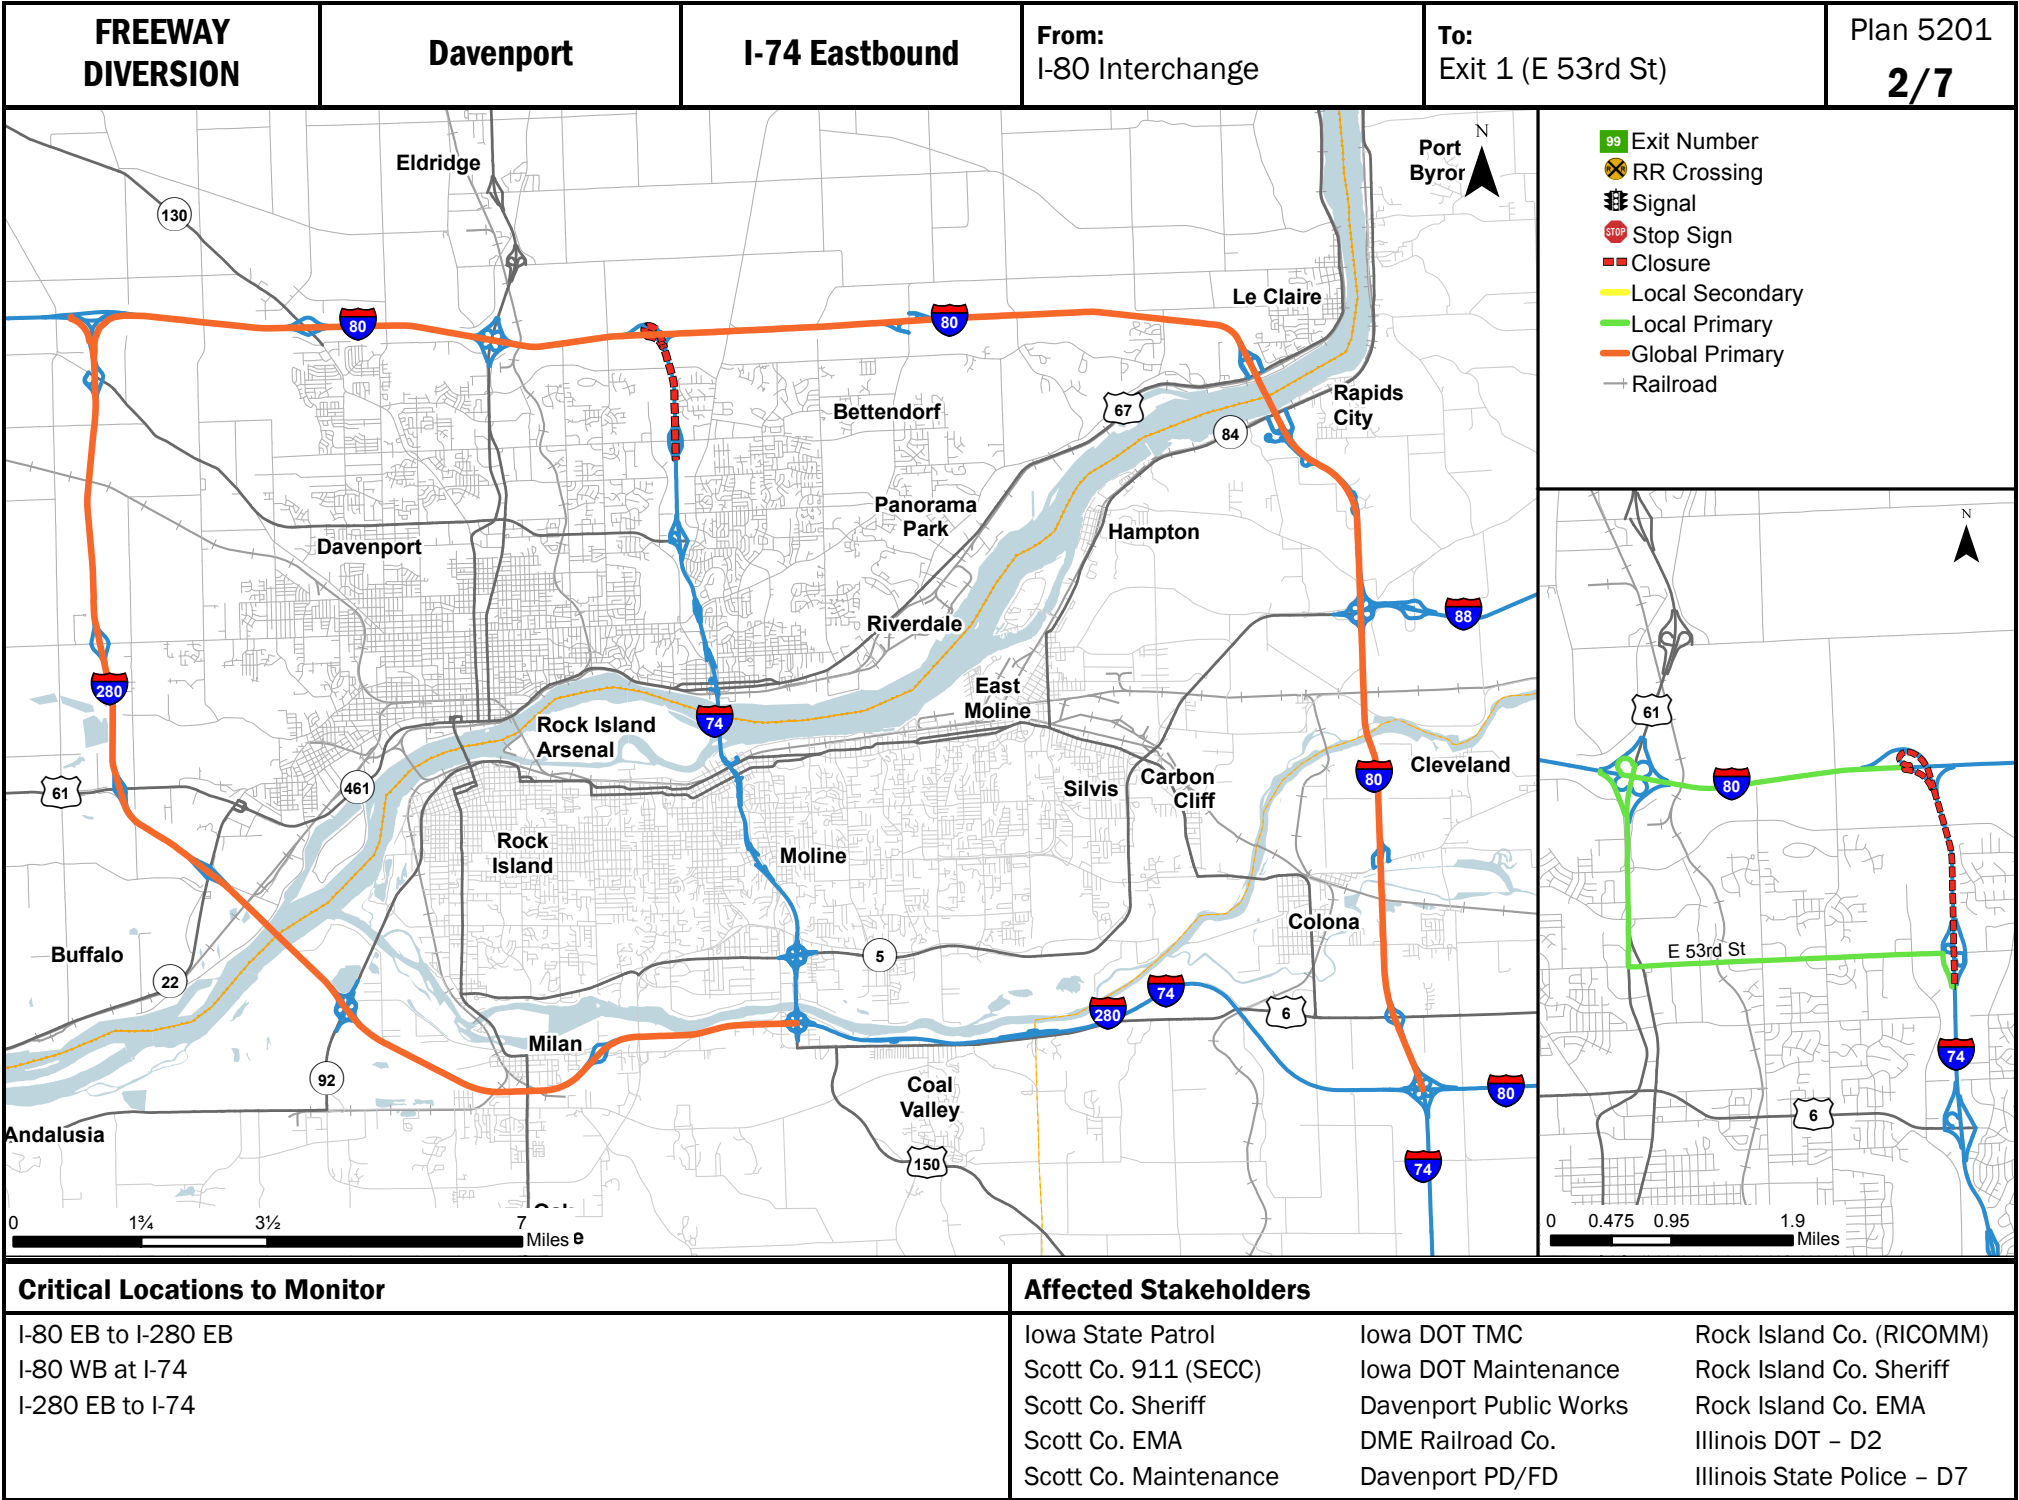 FREEWAY
DIVERSION
Davenport
I-74 Eastbound
From:
I-80 Interchange
To:
Exit 1 (E 53rd St)
Plan 5201
2/7
Eldridge
Port
Byror
N
130
80
80
Le Claire
Bettendorf
67
Rapids
City
84
Panorama
Park
Hampton
Davenport
88
Riverdale
280
East
Moline
Rock Island
Arsenal
74
61
461
Silvis
Carbon
Cliff
80
Cleveland
Rock
Island
Moline
Colona
Buffalo
22
5
74
280
6
Milan
92
Coal
Valley
80
Andalusia
150
74
0
1¾
3½
7
Miles
e
99
Exit Number
RR Crossing
Signal
STOP
Stop Sign
Closure
Local Secondary
Local Primary
Global Primary
Railroad
N
61
80
E 53rd St
74
6
0
0.475
0.95
1.9
Miles
Critical Locations to Monitor
I-80 EB to I-280 EB
I-80 WB at I-74
I-280 EB to I-74
Affected Stakeholders
Iowa State Patrol
Scott Co. 911 (SECC)
Scott Co. Sheriff
Scott Co. EMA
Scott Co. Maintenance
Iowa DOT TMC
Iowa DOT Maintenance
Davenport Public Works
DME Railroad Co.
Davenport PD/FD
Rock Island Co. (RICOMM)
Rock Island Co. Sheriff
Rock Island Co. EMA
Illinois DOT – D2
Illinois State Police – D7